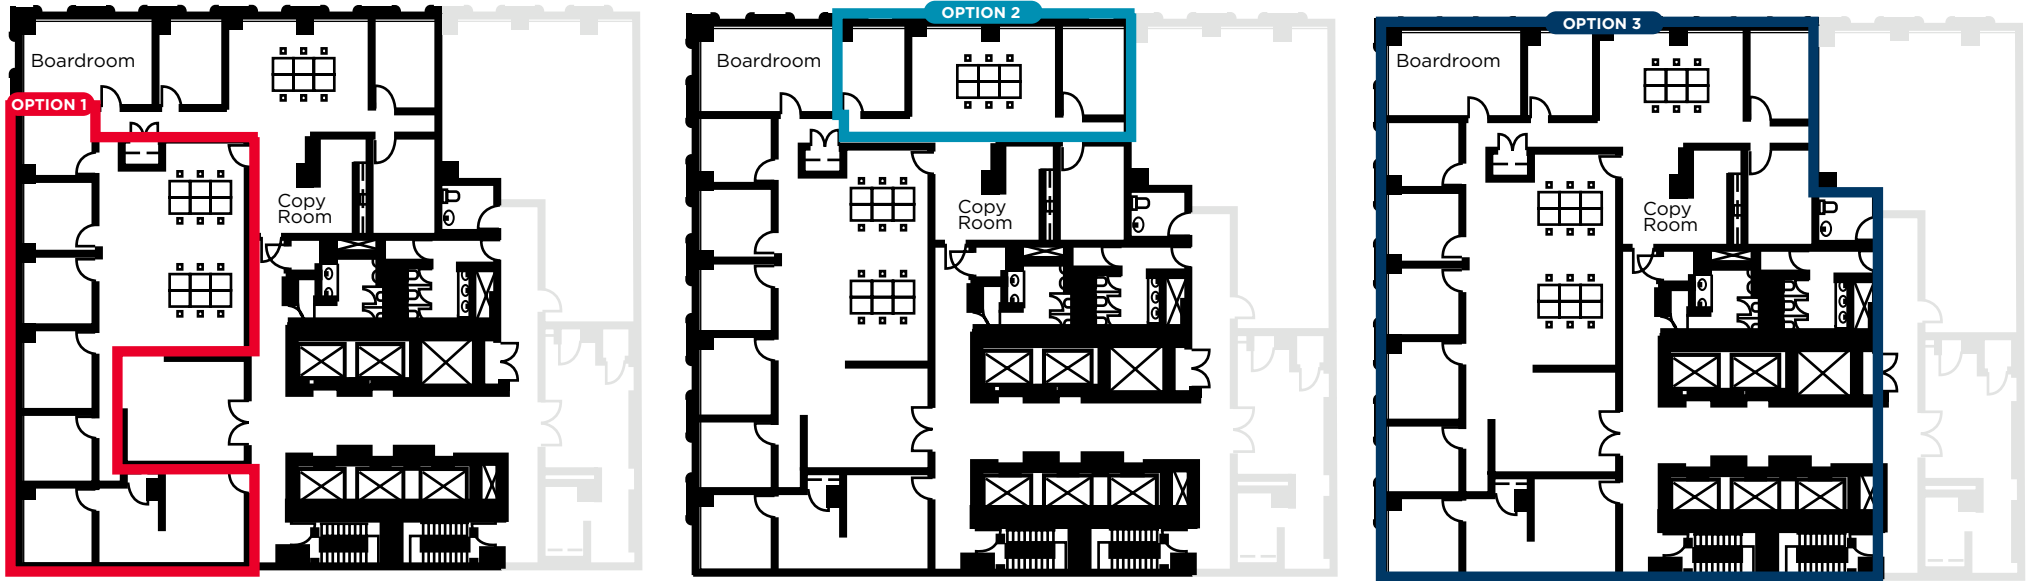 Boardroom
OPTION 1
Copy
Room
OPTION 2
Boardroom
Copy
Room
OPTION 3
Boardroom
Copy
Room